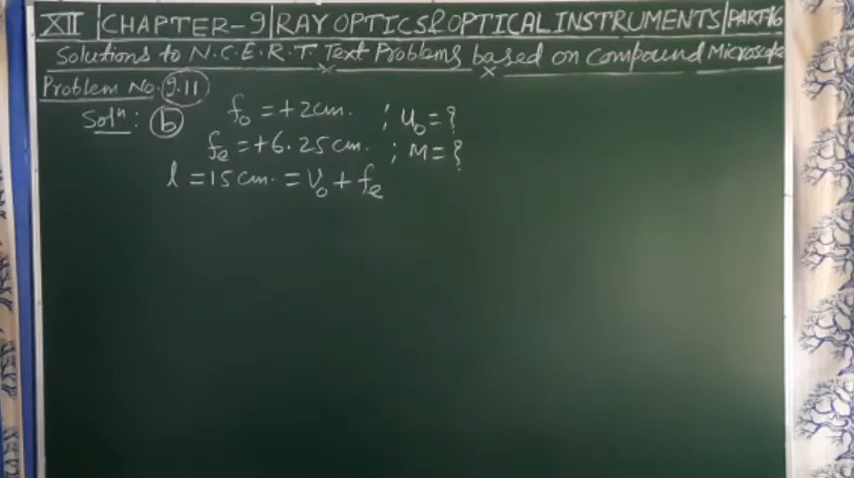 XII | CHAPTER-9 | RAY OPTICS & OPTICAL INSTRUMENTS | PART-16
Solutions to N.C.E.R.T. Text Problems based on Compound Microscope
Problem No. 9.11
Solⁿ: (b) f₀ = +2cm. ; u₀ = ?
fₑ = +6.25cm. ; M = ?
l = 15cm. = v₀ + fₑ